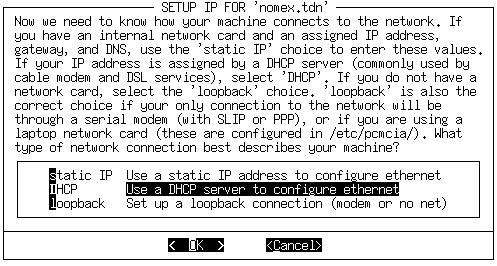 SETUP IP FOR 'nomex.tdn'
Now we need to know how your machine connects to the network. If
you have an internal network card and an assigned IP address,
gateway, and DNS, use the 'static IP' choice to enter these values.
If your IP address is assigned by a DHCP server (commonly used by
cable modem and DSL services), select 'DHCP'. If you do not have a
network card, select the 'loopback' choice. 'loopback' is also the
correct choice if your only connection to the network will be
through a serial modem (with SLIP or PPP), or if you are using a
laptop network card (these are configured in /etc/pcmcia/). What
type of network connection best describes your machine?
static IP Use a static IP address to configure ethernet
DHCP Use a DHCP server to configure ethernet
loopback Set up a loopback connection (modem or no net)
< OK > <Cancel>